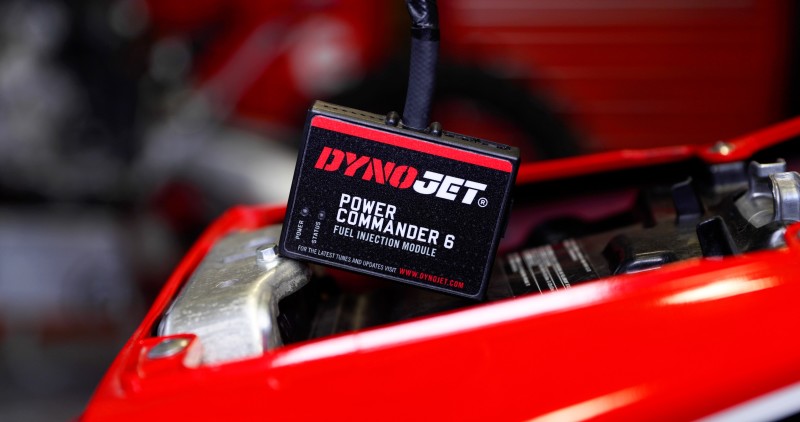 DYNOJET®
POWER
COMMANDER 6
FUEL INJECTION MODULE
POWER
STATUS
FOR THE LATEST TUNES AND UPDATES VISIT WWW.DYNOJET.COM